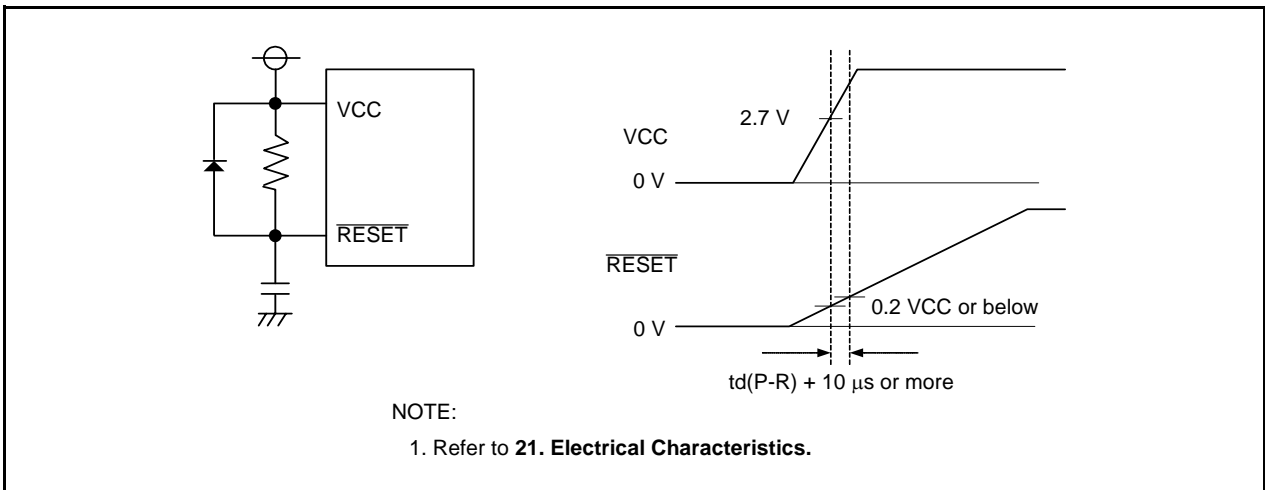 VCC
RESET
2.7 V
VCC
0 V
RESET
0.2 VCC or below
0 V
td(P-R) + 10 μs or more
NOTE:
1. Refer to 21. Electrical Characteristics.